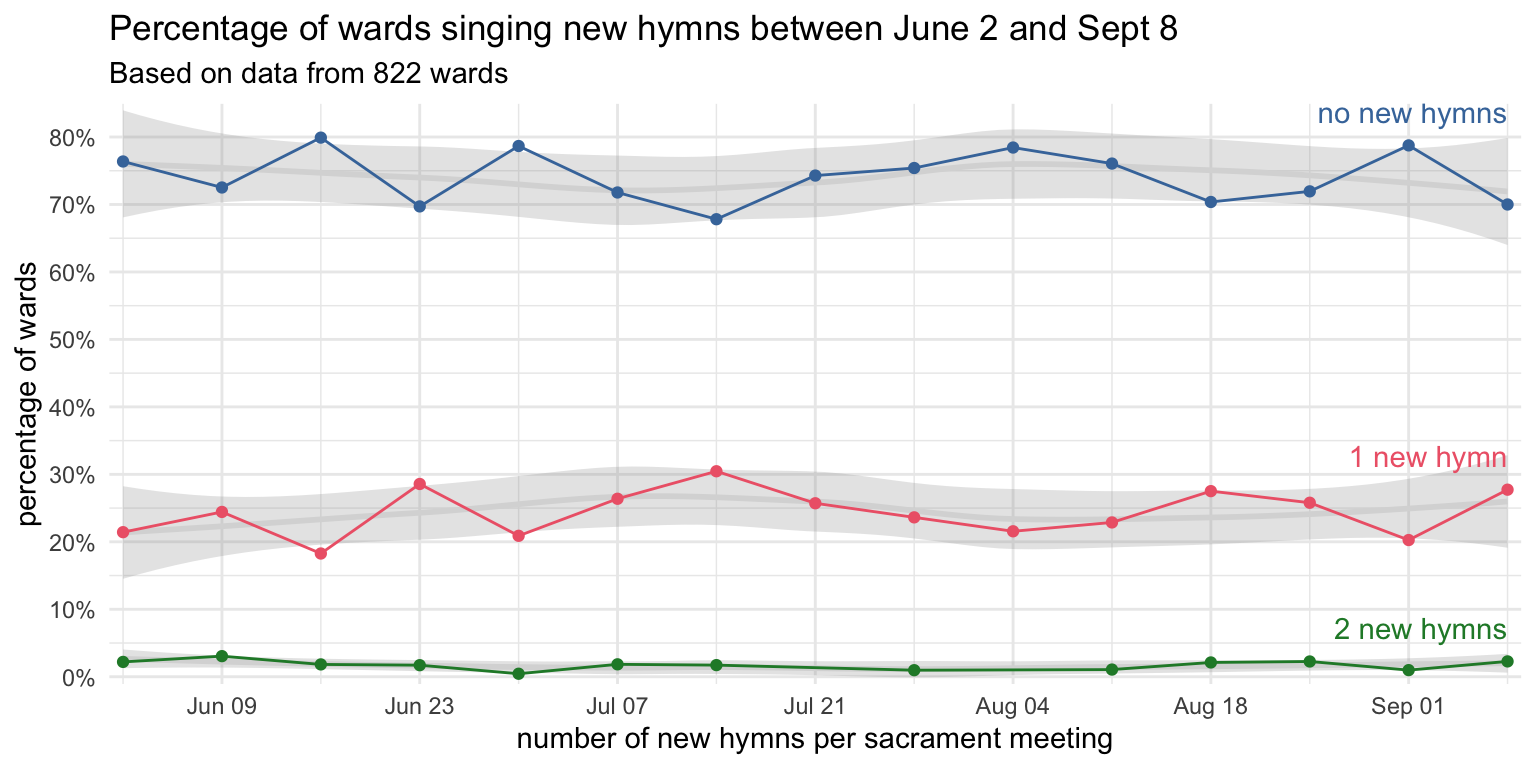 Percentage of wards singing new hymns between June 2 and Sept 8
Based on data from 822 wards
no new hymns
80%
70%
60%
50%
40%
30%
20%
10%
0%
percentage of wards
1 new hymn
2 new hymns
Jun 09 Jun 23 Jul 07 Jul 21 Aug 04 Aug 18 Sep 01
number of new hymns per sacrament meeting